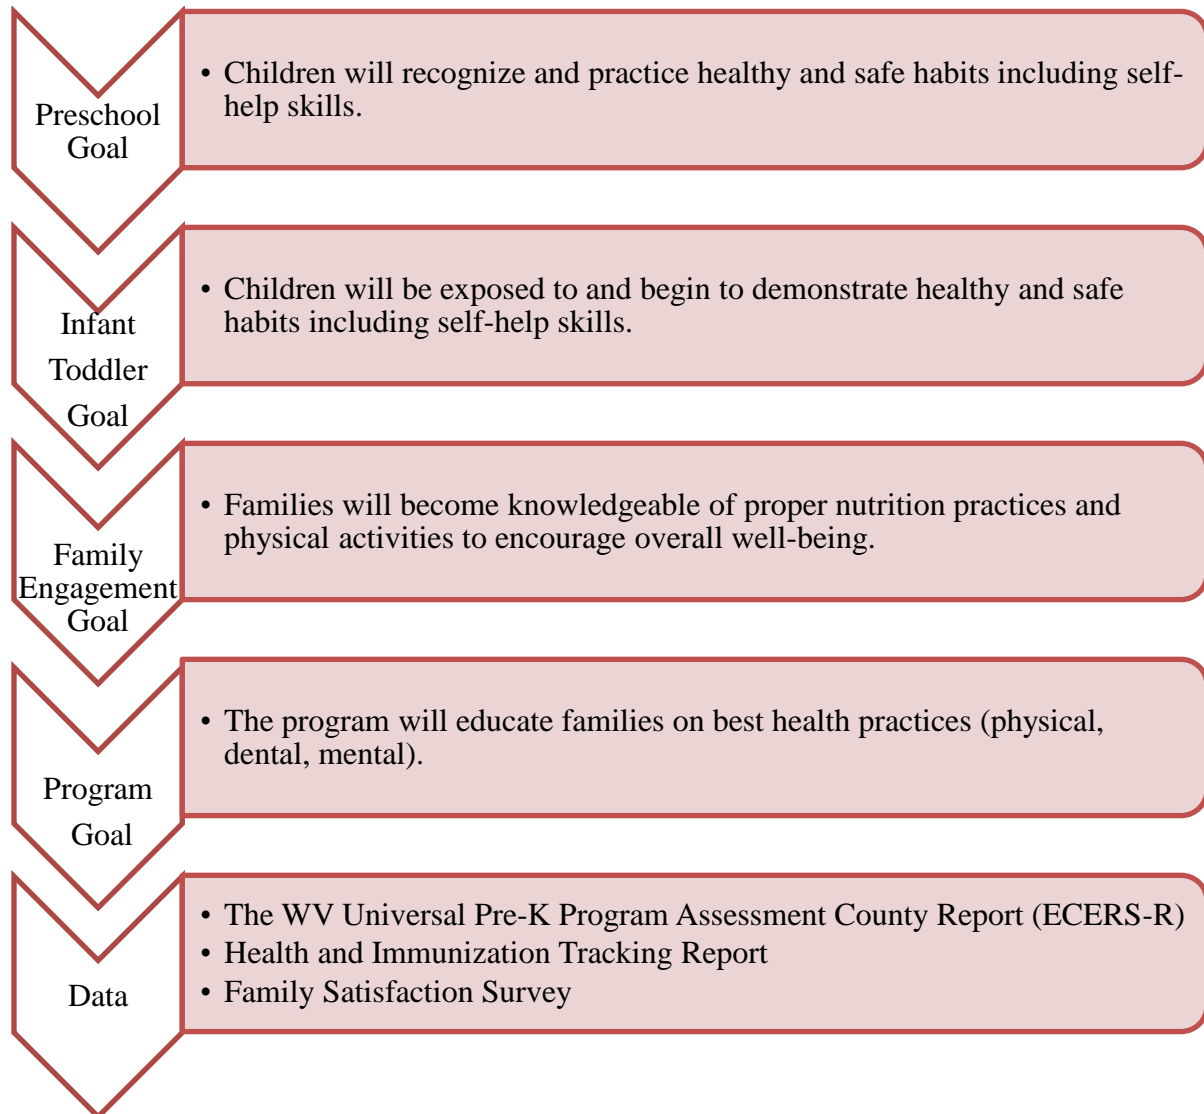 Preschool
Goal
• Children will recognize and practice healthy and safe habits including self-
help skills.
Infant
Toddler
Goal
• Children will be exposed to and begin to demonstrate healthy and safe
habits including self-help skills.
Family
Engagement
Goal
• Families will become knowledgeable of proper nutrition practices and
physical activities to encourage overall well-being.
Program
Goal
• The program will educate families on best health practices (physical,
dental, mental).
Data
• The WV Universal Pre-K Program Assessment County Report (ECERS-R)
• Health and Immunization Tracking Report
• Family Satisfaction Survey